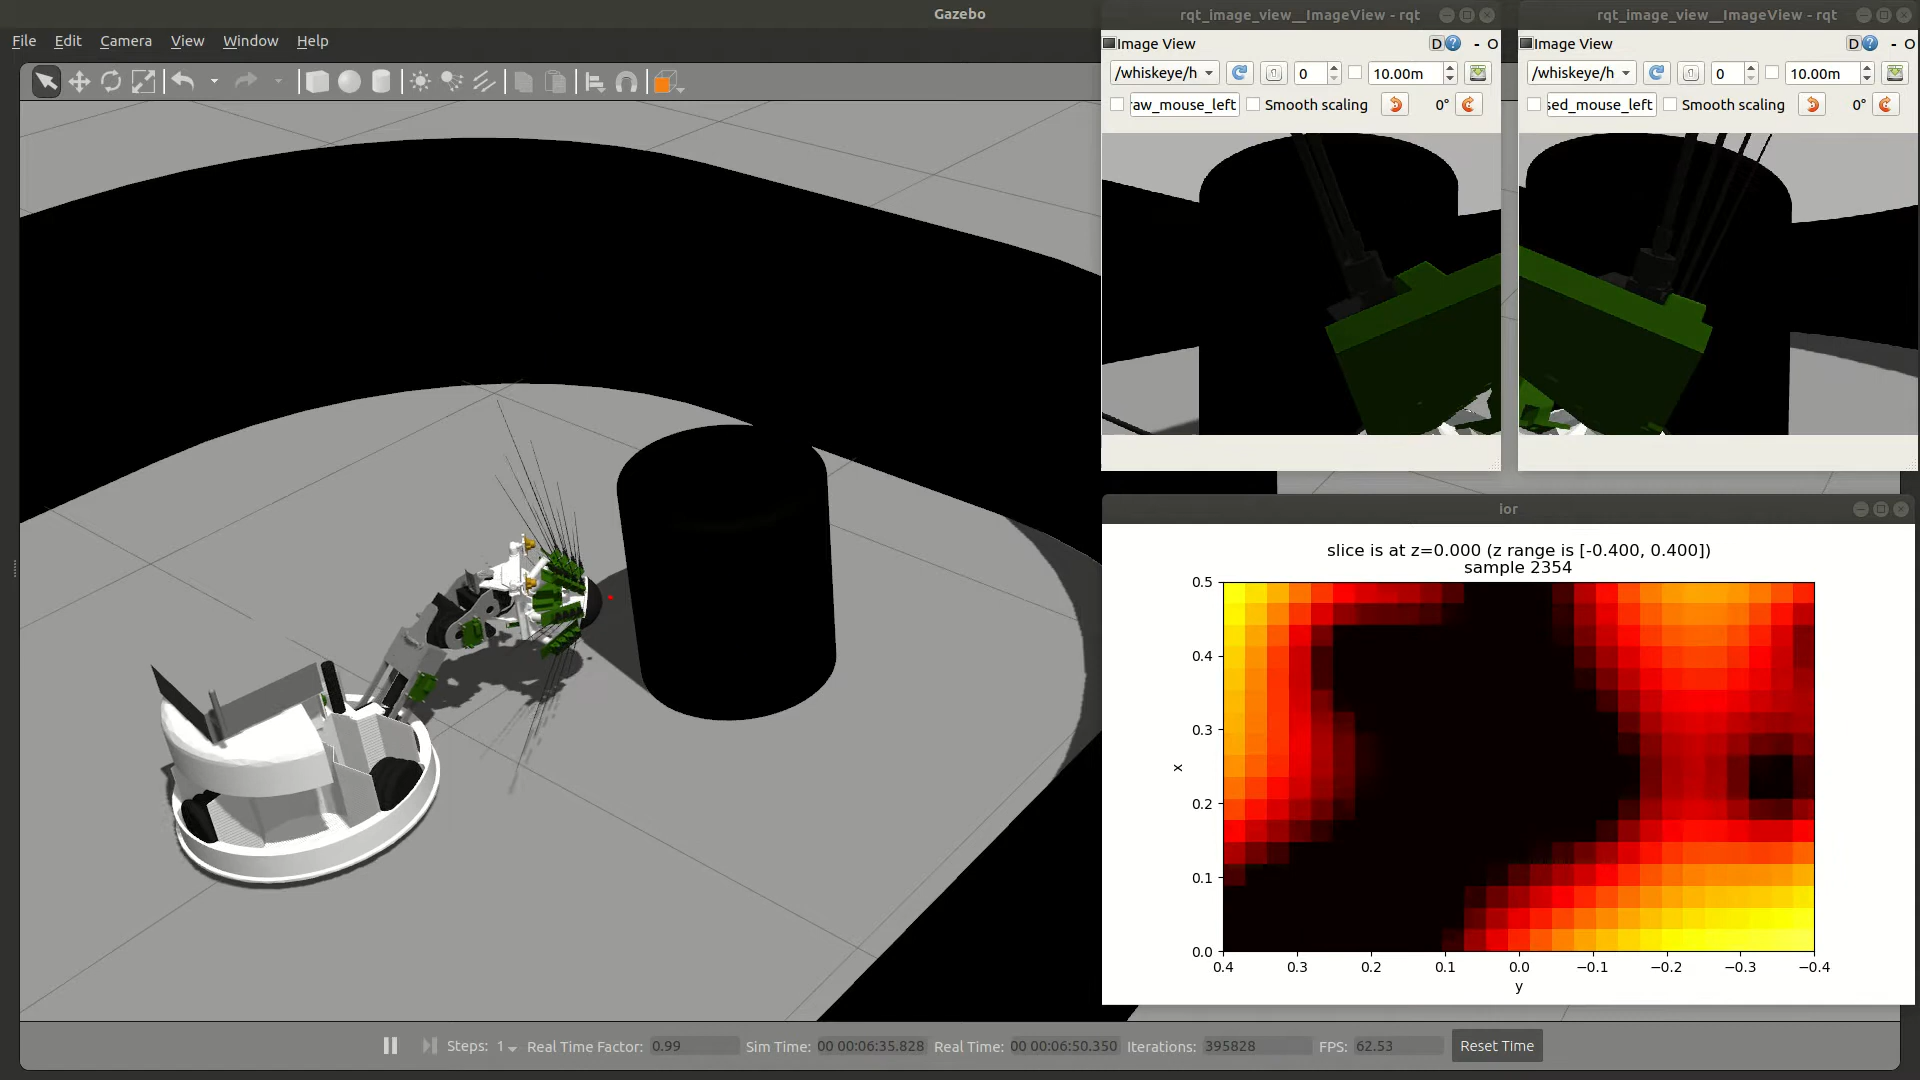 Gazebo
File Edit Camera View Window Help
Steps: 1 Real Time Factor: 0.99 Sim Time: 00 00:06:35.828 Real Time: 00 00:06:50.350 Iterations: 395828 FPS: 62.53 Reset Time
rqt_image_view__ImageView - rqt
Image View D - O
/whiskeye/h 0 10.00m
raw_mouse_left Smooth scaling 0°
rqt_image_view__ImageView - rqt
Image View D - O
/whiskeye/h 0 10.00m
sed_mouse_left Smooth scaling 0°
ior
slice is at z=0.000 (z range is [-0.400, 0.400])
sample 2354
0.5
0.4
0.3
x
0.2
0.1
0.0
0.4 0.3 0.2 0.1 0.0 −0.1 −0.2 −0.3 −0.4
y